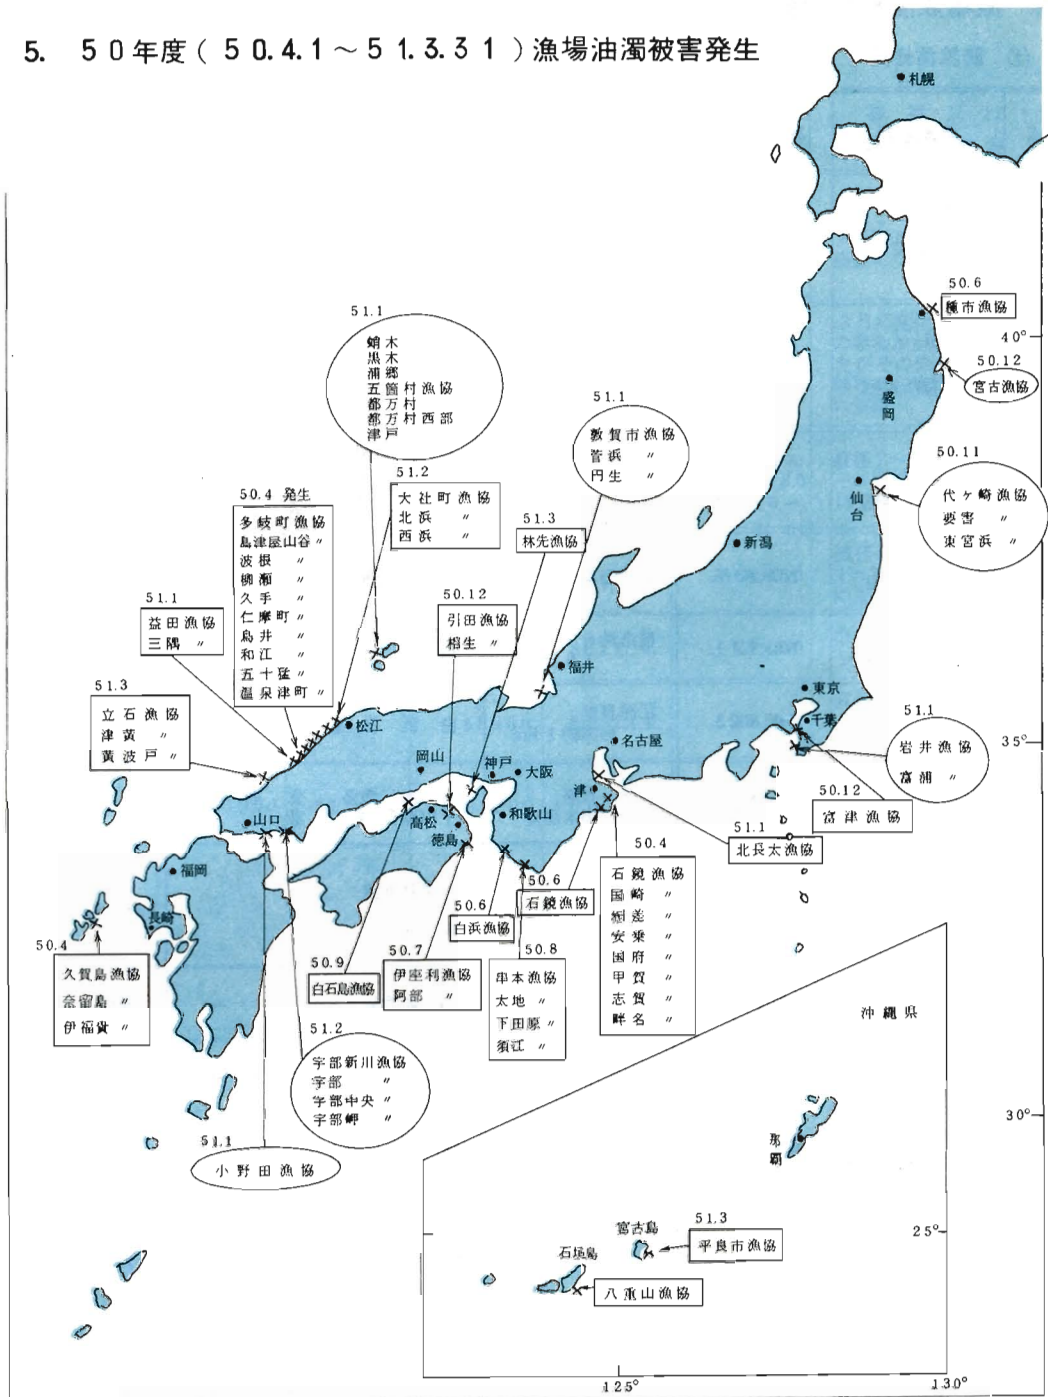 5. 50年度(50.4.1~51.3.31)漁場油濁被害発生
札幌
50.6
種市漁協
40°
50.12
宮古漁協
盛岡
50.11
代ヶ崎漁協
要害 〃
東宮浜 〃
仙台
51.1
蛸木
黒木
浦郷
五箇村漁協
都万村
都万村西部
津戸
51.1
敦賀市漁協
菅浜 〃
丹生 〃
51.2
大社町漁協
北浜 〃
西浜 〃
50.4 発生
多岐町漁協
島津屋山谷〃
波根 〃
柳瀬 〃
久手 〃
仁摩町 〃
鳥井 〃
和江 〃
五十猛 〃
温泉津町 〃
51.3
林先漁協
新潟
50.12
引田漁協
相生 〃
51.1
益田漁協
三隅 〃
福井
51.3
立石漁協
津黄 〃
黄波戸 〃
松江
東京
千葉
51.1
岩井漁協
富浦 〃
35°
名古屋
岡山
神戸
大阪
津
和歌山
高松
徳島
山口
50.12
富津漁協
51.1
北長太漁協
福岡
長崎
50.4
石鏡漁協
国崎 〃
相差 〃
安乗 〃
国府 〃
甲賀 〃
志賀 〃
畔名 〃
50.6
石鏡漁協
50.6
白浜漁協
50.4
久賀島漁協
奈留島 〃
伊福貴 〃
50.9
白石島漁協
50.7
伊座利漁協
阿部 〃
50.8
串本漁協
太地 〃
下田原 〃
須江 〃
沖縄県
51.2
宇部新川漁協
宇部 〃
宇部中央 〃
宇部岬 〃
51.1
小野田漁協
30°
那覇
51.3
平良市漁協
宮古島
25°
石垣島
八重山漁協
125°
130°